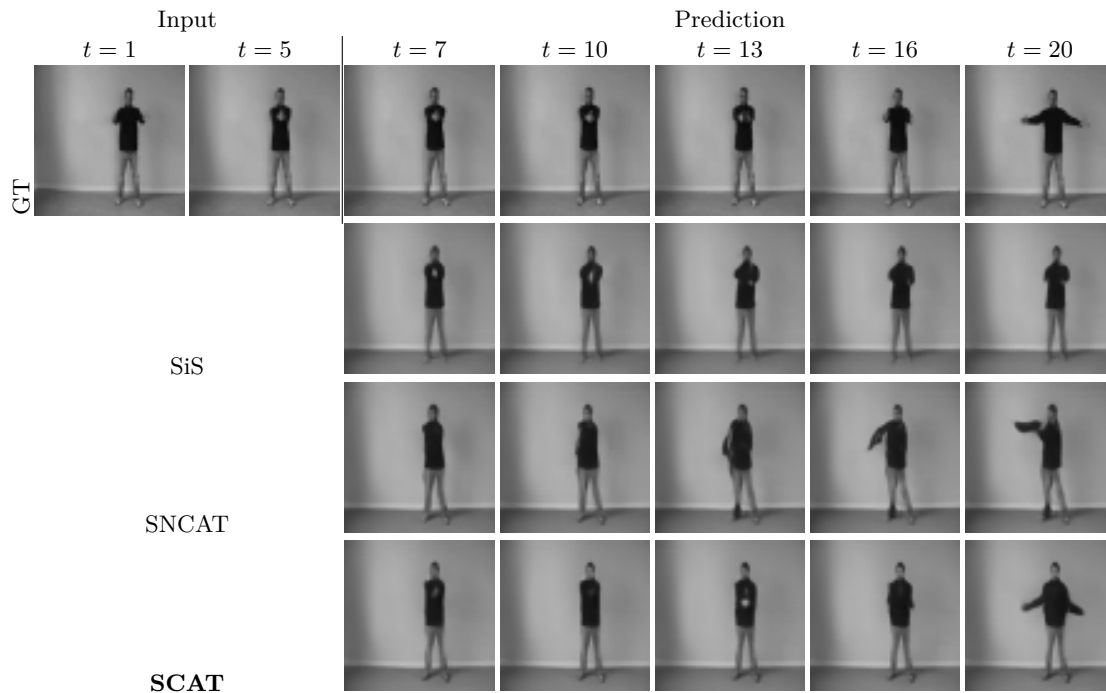 Input Prediction
t = 1 t = 5 t = 7 t = 10 t = 13 t = 16 t = 20
GT
SiS
SNCAT
SCAT